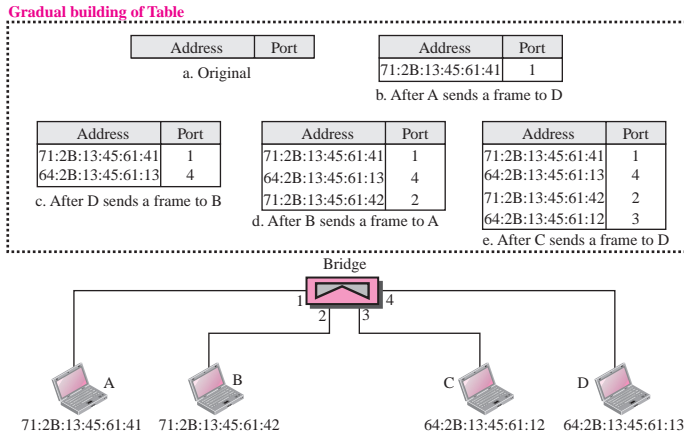 Gradual building of Table
Address Port
a. Original
Address Port
71:2B:13:45:61:41 1
b. After A sends a frame to D
Address Port
71:2B:13:45:61:41 1
64:2B:13:45:61:13 4
c. After D sends a frame to B
Address Port
71:2B:13:45:61:41 1
64:2B:13:45:61:13 4
71:2B:13:45:61:42 2
d. After B sends a frame to A
Address Port
71:2B:13:45:61:41 1
64:2B:13:45:61:13 4
71:2B:13:45:61:42 2
64:2B:13:45:61:12 3
e. After C sends a frame to D
Bridge
1 4
2 3
A B C D
71:2B:13:45:61:41 71:2B:13:45:61:42 64:2B:13:45:61:12 64:2B:13:45:61:13